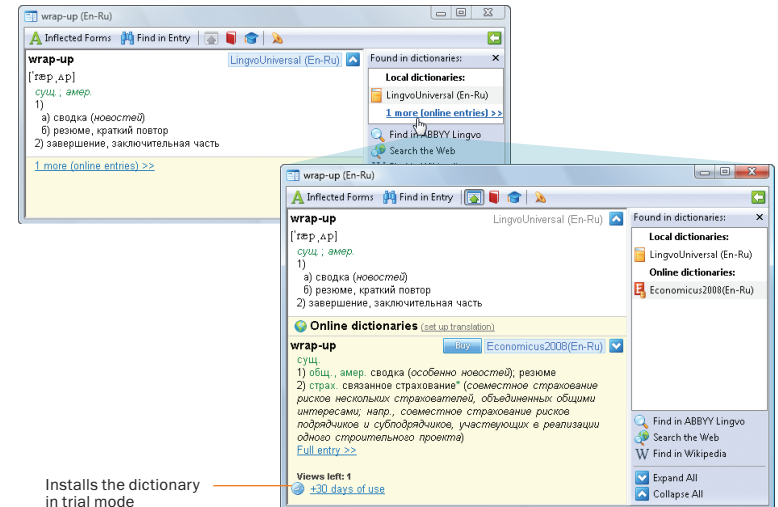 wrap-up (En-Ru)
Inflected Forms Find in Entry
wrap-up LingvoUniversal (En-Ru)
['ræp ˌʌp]
сущ. ; амер.
1)
а) сводка (новостей)
б) резюме, краткий повтор
2) завершение, заключительная часть
1 more (online entries) >>
Found in dictionaries:
Local dictionaries:
LingvoUniversal (En-Ru)
1 more (online entries) >>
Find in ABBYY Lingvo
Search the Web
wrap-up (En-Ru)
Inflected Forms Find in Entry
wrap-up LingvoUniversal (En-Ru)
['ræp ˌʌp]
сущ. ; амер.
1)
а) сводка (новостей)
б) резюме, краткий повтор
2) завершение, заключительная часть
Online dictionaries (set up translation)
wrap-up Buy Economicus2008(En-Ru)
сущ.
1) общ., амер. сводка (особенно новостей); резюме
2) страх. связанное страхование* (совместное страхование
рисков нескольких страхователей, объединенных общими
интересами; напр., совместное страхование рисков
подрядчиков и субподрядчиков, участвующих в реализации
одного строительного проекта)
Full entry >>
Views left: 1
+30 days of use
Found in dictionaries:
Local dictionaries:
LingvoUniversal (En-Ru)
Online dictionaries:
Economicus2008(En-Ru)
Find in ABBYY Lingvo
Search the Web
W Find in Wikipedia
Expand All
Collapse All
Installs the dictionary
in trial mode